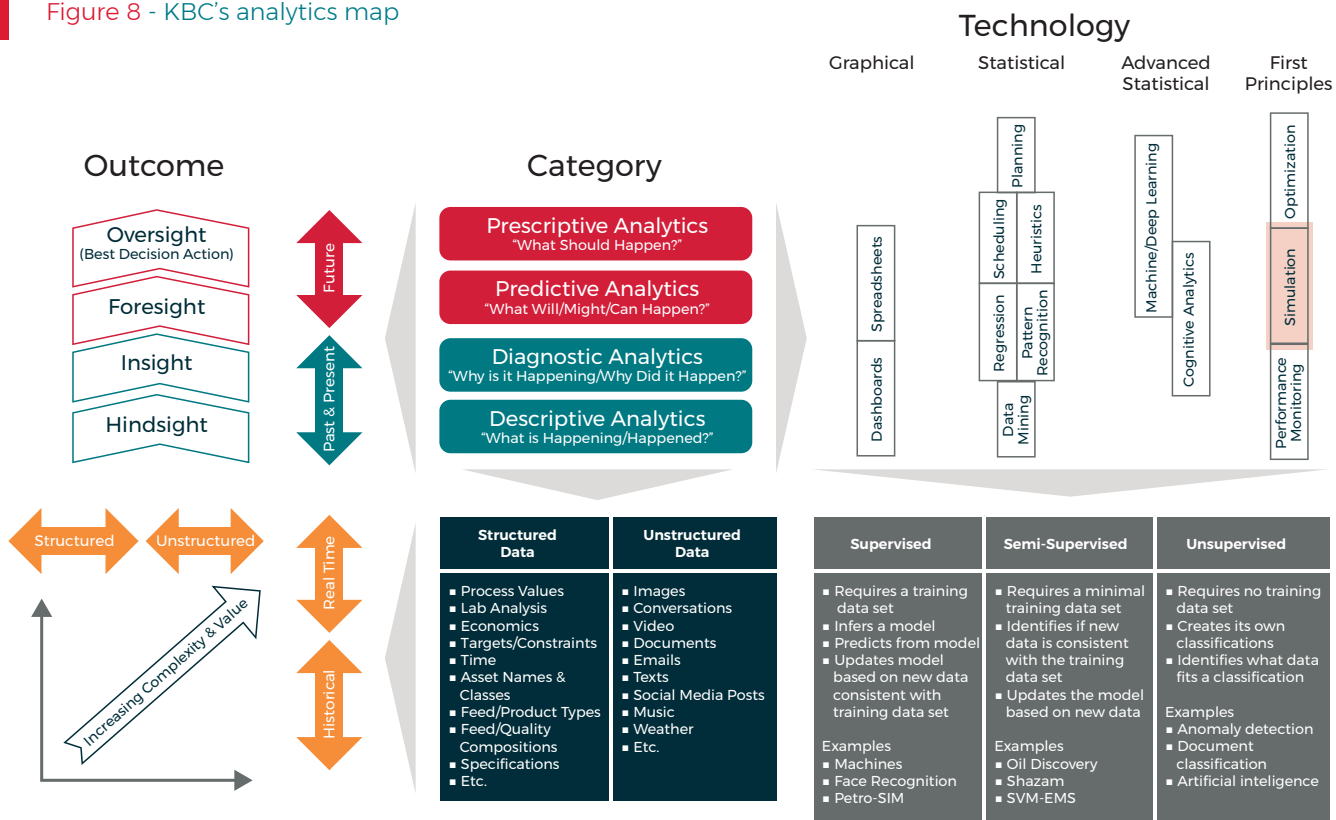 Figure 8 - KBC's analytics map
Technology
Graphical
Statistical
Advanced
Statistical
First
Principles
Outcome
Oversight
(Best Decision Action)
Foresight
Insight
Hindsight
Future
Past & Present
Category
Prescriptive Analytics
“What Should Happen?”
Predictive Analytics
“What Will/Might/Can Happen?”
Diagnostic Analytics
“Why is it Happening/Why Did it Happen?”
Descriptive Analytics
“What is Happening/Happened?”
Spreadsheets
Dashboards
Planning
Scheduling
Heuristics
Regression
Pattern
Recognition
Data
Mining
Machine/Deep Learning
Cognitive Analytics
Optimization
Simulation
Performance
Monitoring
Structured
Unstructured
Real Time
Historical
Increasing Complexity & Value
Structured
Data
▪ Process Values
▪ Lab Analysis
▪ Economics
▪ Targets/Constraints
▪ Time
▪ Asset Names &
Classes
▪ Feed/Product Types
▪ Feed/Quality
Compositions
▪ Specifications
▪ Etc.
Unstructured
Data
▪ Images
▪ Conversations
▪ Video
▪ Documents
▪ Emails
▪ Texts
▪ Social Media Posts
▪ Music
▪ Weather
▪ Etc.
Supervised
▪ Requires a training
data set
▪ Infers a model
▪ Predicts from model
▪ Updates model
based on new data
consistent with
training data set
Examples
▪ Machines
▪ Face Recognition
▪ Petro-SIM
Semi-Supervised
▪ Requires a minimal
training data set
▪ Identifies if new
data is consistent
with the training
data set
▪ Updates the model
based on new data
Examples
▪ Oil Discovery
▪ Shazam
▪ SVM-EMS
Unsupervised
▪ Requires no training
data set
▪ Creates its own
classifications
▪ Identifies what data
fits a classification
Examples
▪ Anomaly detection
▪ Document
classification
▪ Artificial inteligence